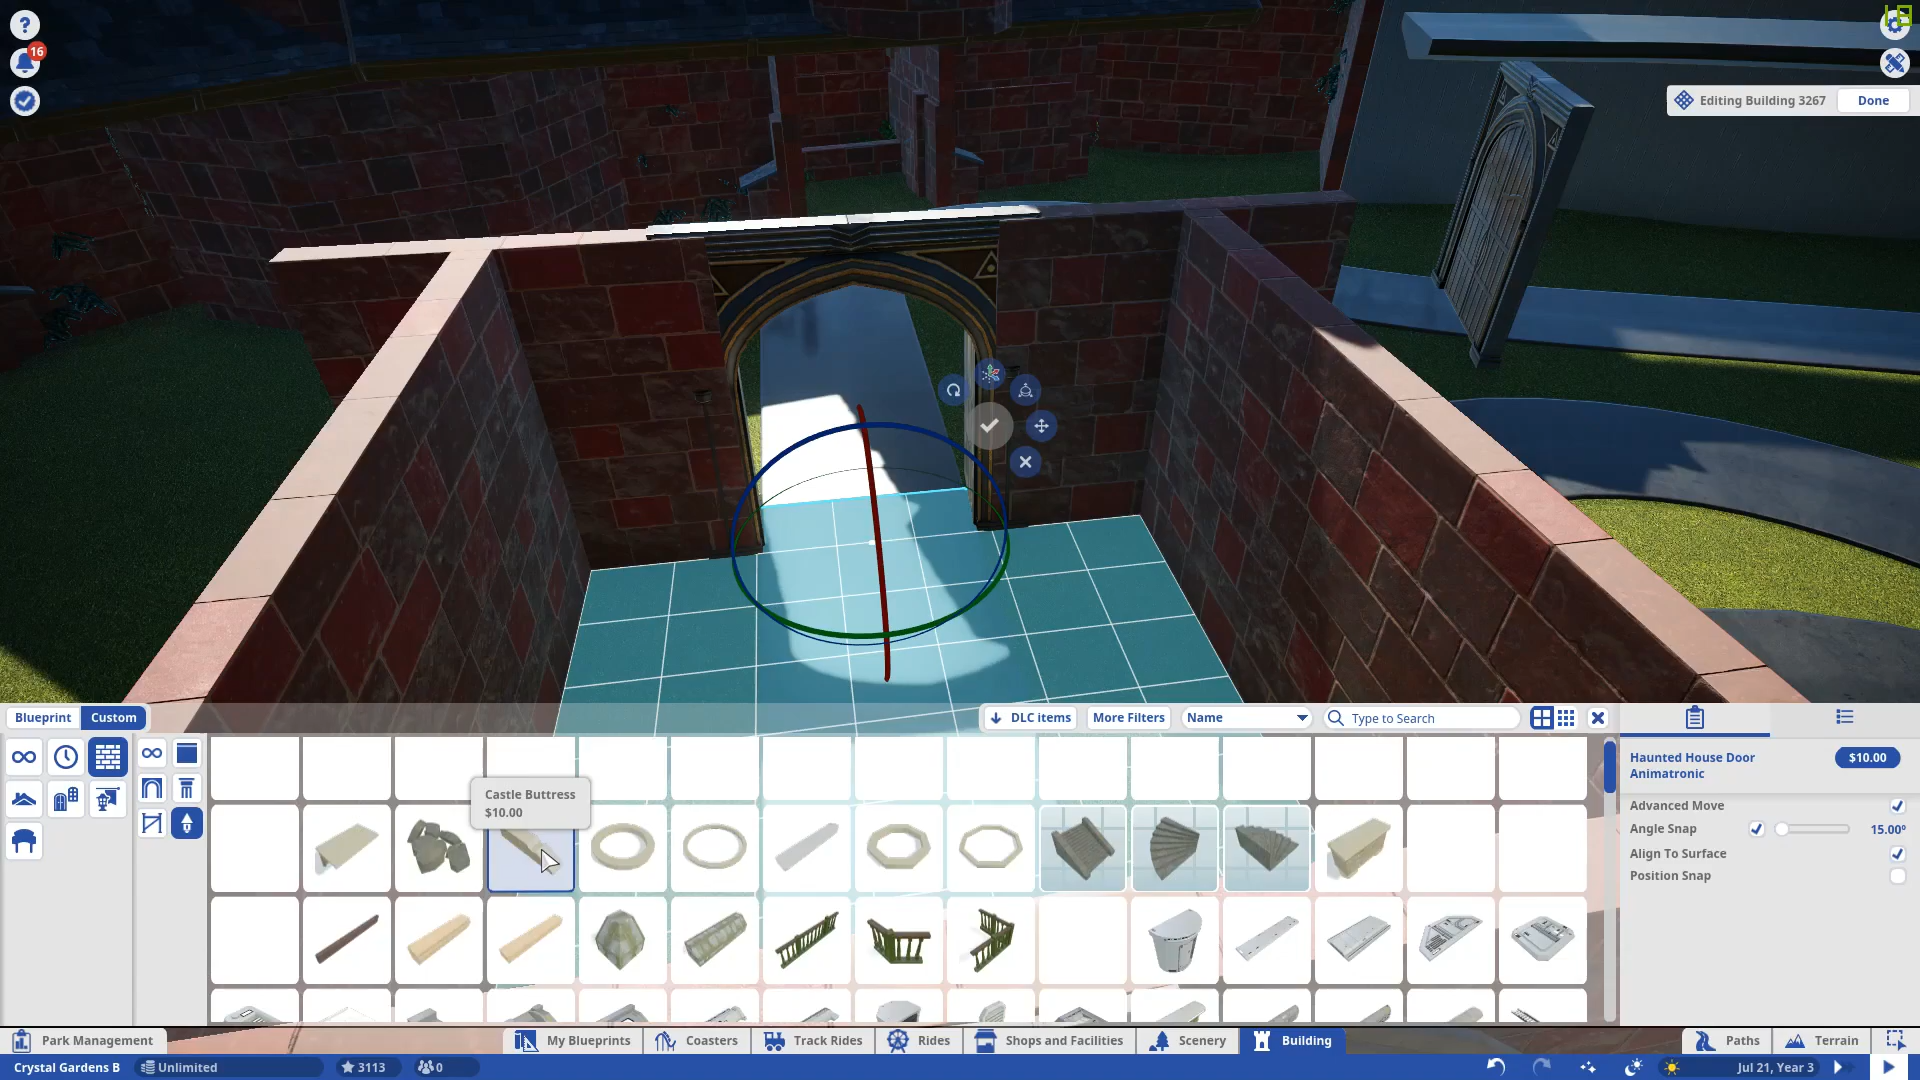 ?
16
Editing Building 3267
Done
Blueprint
Custom
DLC items
More Filters
Name
Type to Search
Castle Buttress
$10.00
Haunted House Door
Animatronic
$10.00
Advanced Move
Angle Snap
15.00°
Align To Surface
Position Snap
Park Management
My Blueprints
Coasters
Track Rides
Rides
Shops and Facilities
Scenery
Building
Paths
Terrain
Crystal Gardens B
Unlimited
3113
0
Jul 21, Year 3